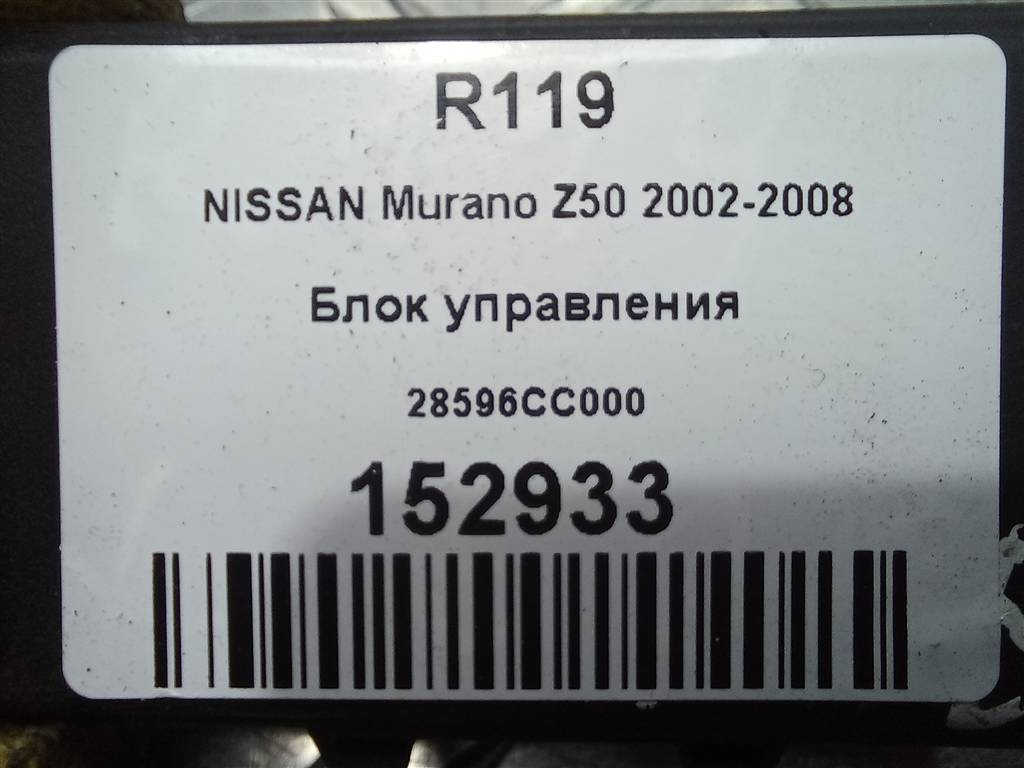 R119
NISSAN Murano Z50 2002-2008
Блок управления
28596CC000
152933